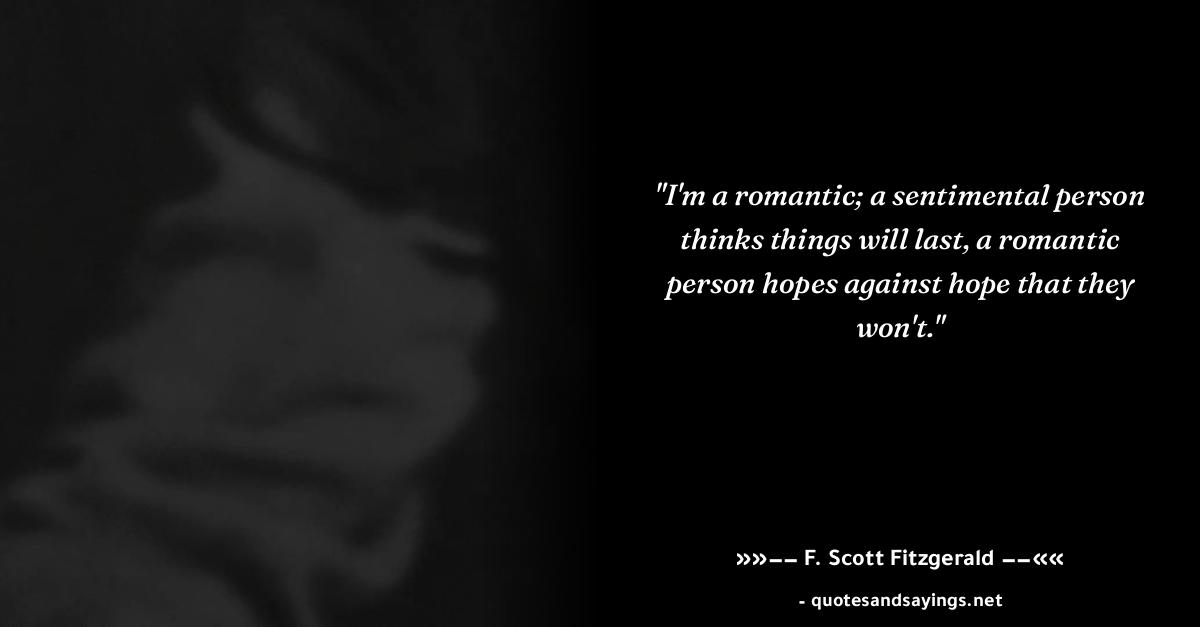 "I'm a romantic; a sentimental person
thinks things will last, a romantic
person hopes against hope that they
won't."
»»-- F. Scott Fitzgerald --««
- quotesandsayings.net